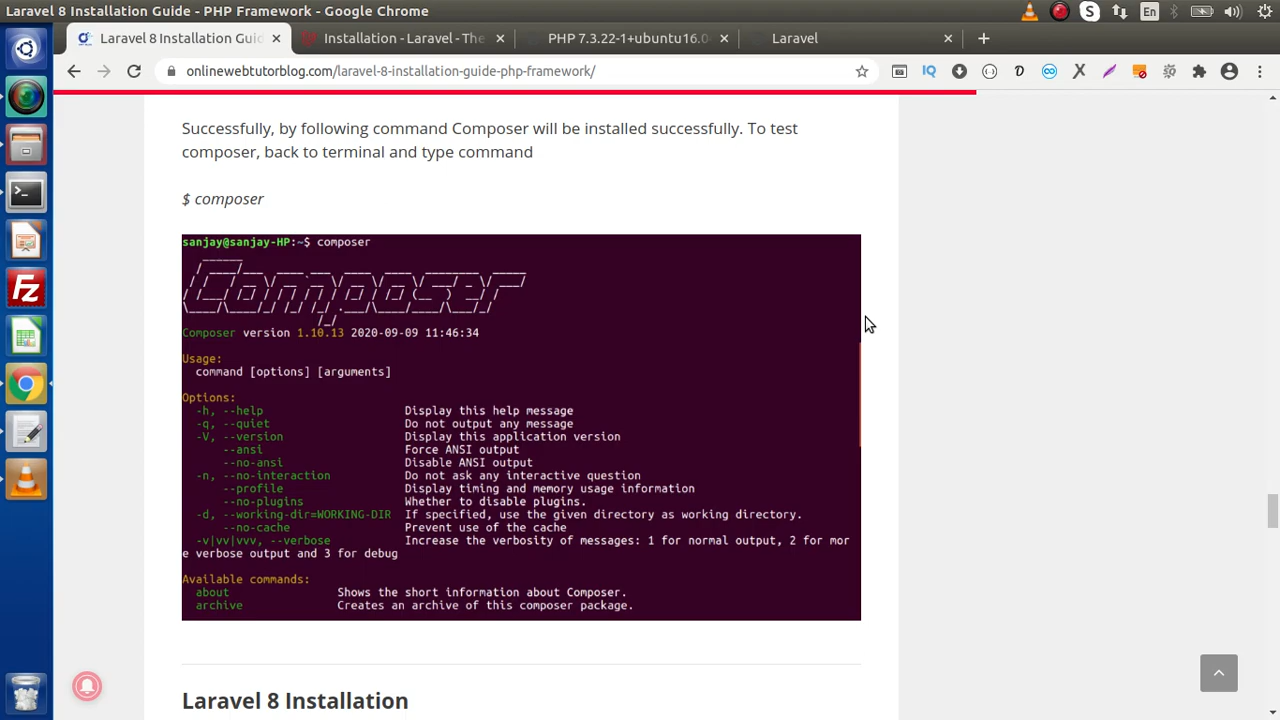 Laravel 8 Installation Guide - PHP Framework - Google Chrome
En
Laravel 8 Installation Guid
Installation - Laravel - The
PHP 7.3.22-1+ubuntu16.0
Laravel
onlinewebtutorblog.com/laravel-8-installation-guide-php-framework/
IQ
Successfully, by following command Composer will be installed successfully. To test
composer, back to terminal and type command
$ composer
sanjay@sanjay-HP:~$ composer
Composer
Composer version 1.10.13 2020-09-09 11:46:34
Usage:
command [options] [arguments]
Options:
-h, --help Display this help message
-q, --quiet Do not output any message
-V, --version Display this application version
--ansi Force ANSI output
--no-ansi Disable ANSI output
-n, --no-interaction Do not ask any interactive question
--profile Display timing and memory usage information
--no-plugins Whether to disable plugins.
-d, --working-dir=WORKING-DIR If specified, use the given directory as working directory.
--no-cache Prevent use of the cache
-v|vv|vvv, --verbose Increase the verbosity of messages: 1 for normal output, 2 for mor
e verbose output and 3 for debug
Available commands:
about Shows the short information about Composer.
archive Creates an archive of this composer package.
Laravel 8 Installation